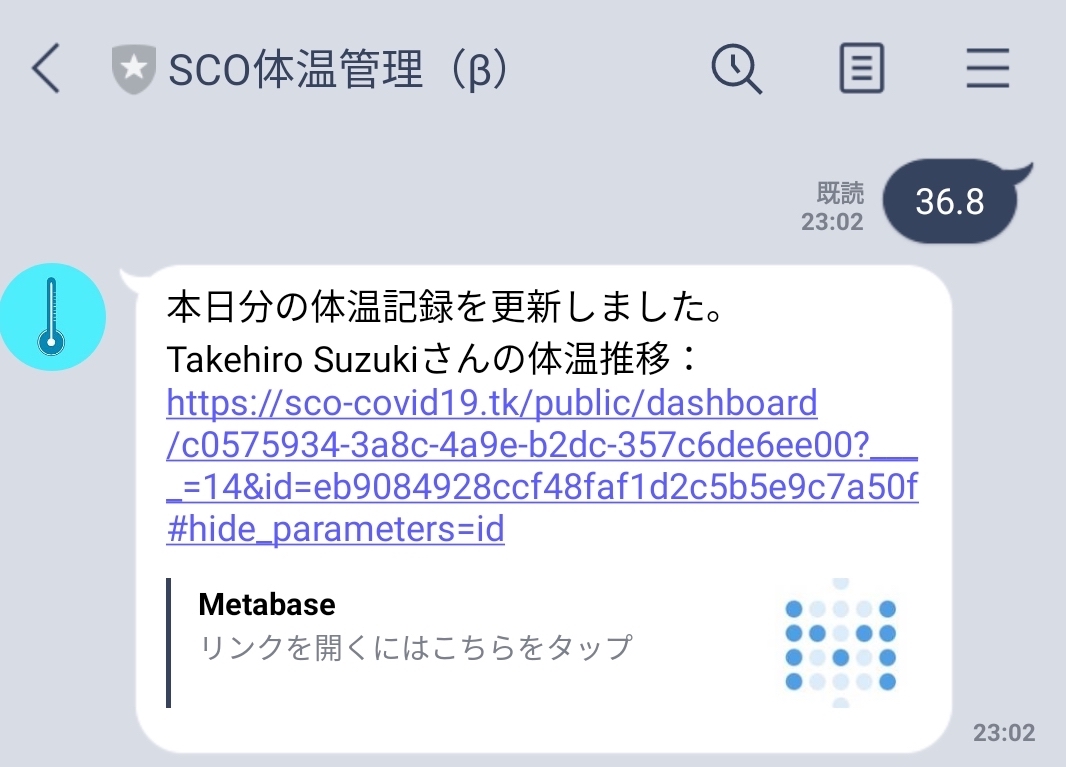 SCO体温管理（β）
既読
23:02
36.8
本日分の体温記録を更新しました。
Takehiro Suzukiさんの体温推移：
https://sco-covid19.tk/public/dashboard
/c0575934-3a8c-4a9e-b2dc-357c6de6ee00?___
_=14&id=eb9084928ccf48faf1d2c5b5e9c7a50f
#hide_parameters=id
Metabase
リンクを開くにはこちらをタップ
23:02